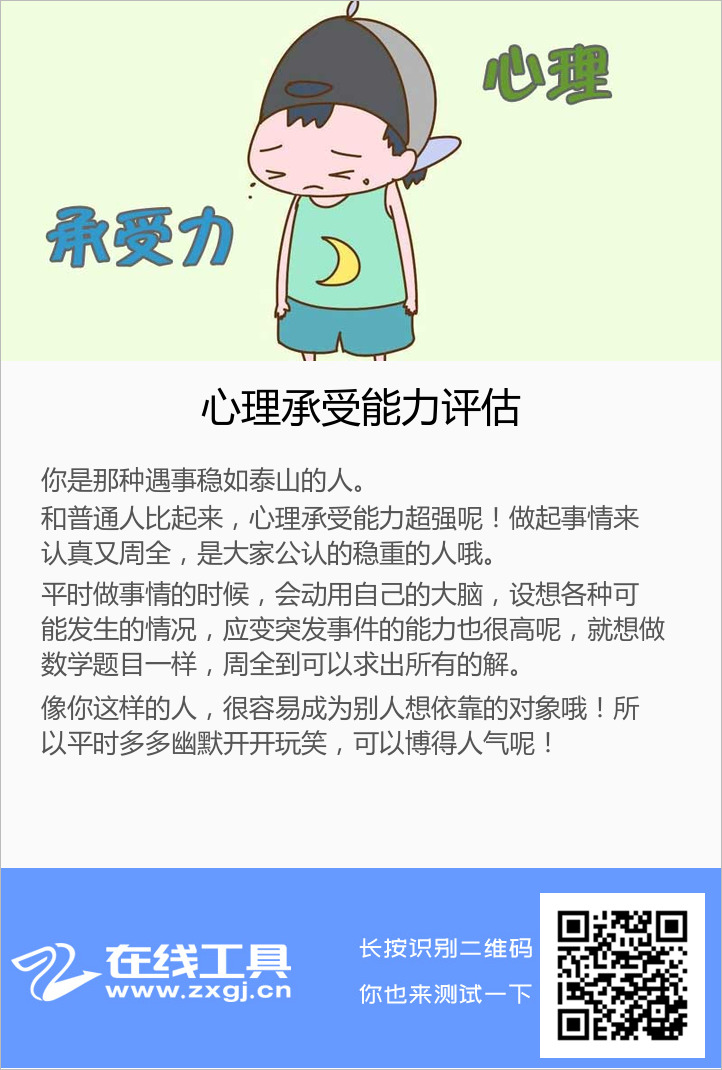 心理
承受力
心理承受能力评估
你是那种遇事稳如泰山的人。
和普通人比起来，心理承受能力超强呢！做起事情来
认真又周全，是大家公认的稳重的人哦。
平时做事情的时候，会动用自己的大脑，设想各种可
能发生的情况，应变突发事件的能力也很高呢，就想做
数学题目一样，周全到可以求出所有的解。
像你这样的人，很容易成为别人想依靠的对象哦！所
以平时多多幽默开开玩笑，可以博得人气呢！
在线工具
www.zxgj.cn
长按识别二维码
你也来测试一下